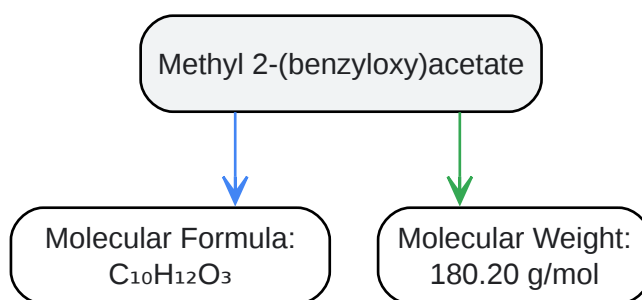 Methyl 2-(benzyloxy)acetate
Molecular Formula:
C₁₀H₁₂O₃
Molecular Weight:
180.20 g/mol